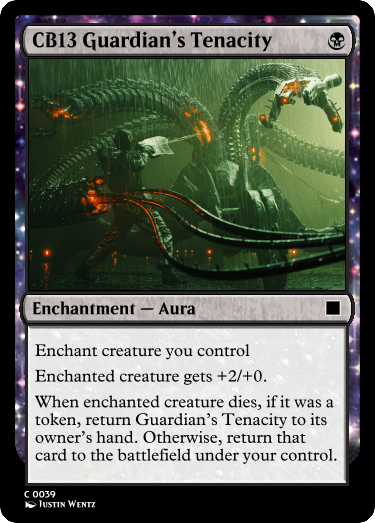 CB13 Guardian's Tenacity
Enchantment — Aura
Enchant creature you control
Enchanted creature gets +2/+0.
When enchanted creature dies, if it was a
token, return Guardian's Tenacity to its
owner's hand. Otherwise, return that
card to the battlefield under your control.
C 0039
Justin Wentz